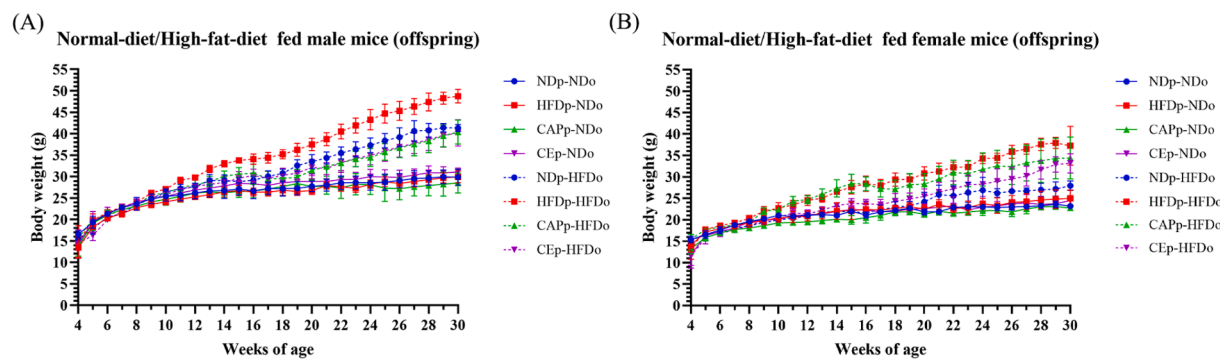 (A)
Normal-diet/High-fat-diet fed male mice (offspring)
55
50
45
40
35
30
25
20
15
10
5
0
Body weight (g)
4 6 8 10 12 14 16 18 20 22 24 26 28 30
Weeks of age
NDp-NDo
HFDp-NDo
CAPp-NDo
CEp-NDo
NDp-HFDo
HFDp-HFDo
CAPp-HFDo
CEp-HFDo
(B)
Normal-diet/High-fat-diet fed female mice (offspring)
55
50
45
40
35
30
25
20
15
10
5
0
Body weight (g)
4 6 8 10 12 14 16 18 20 22 24 26 28 30
Weeks of age
NDp-NDo
HFDp-NDo
CAPp-NDo
CEp-NDo
NDp-HFDo
HFDp-HFDo
CAPp-HFDo
CEp-HFDo